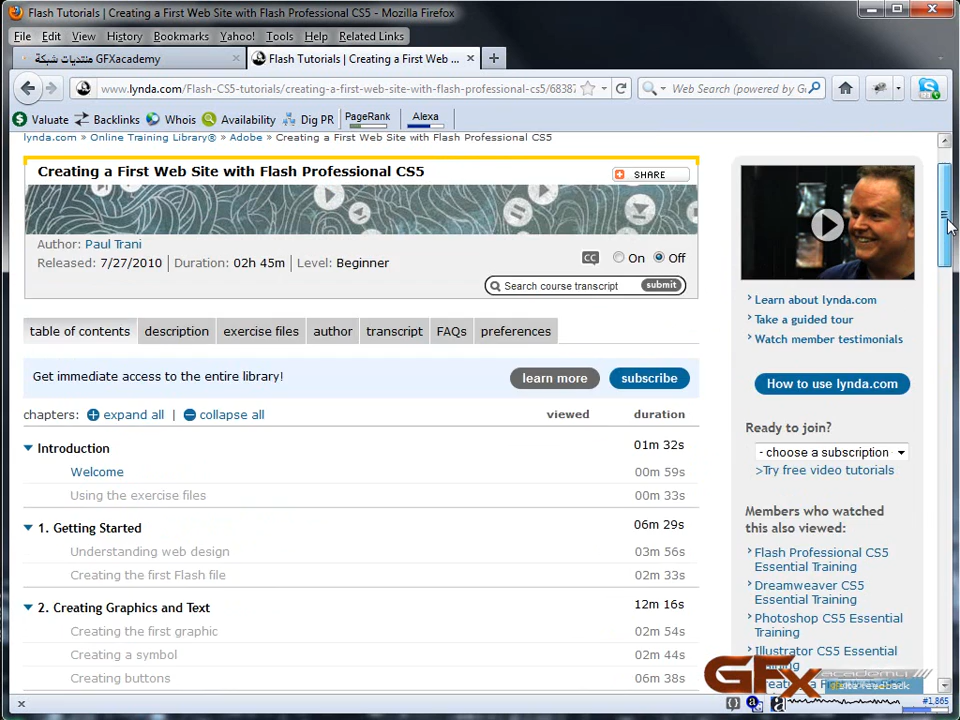 Flash Tutorials | Creating a First Web Site with Flash Professional CS5 - Mozilla Firefox
File Edit View History Bookmarks Yahoo! Tools Help Related Links
منتديات شبكة GFXacademy
Flash Tutorials | Creating a First Web ...
www.lynda.com/Flash-CS5-tutorials/creating-a-first-web-site-with-flash-professional-cs5/68387
Web Search (powered by G
Valuate Backlinks Whois Availability Dig PR PageRank Alexa
lynda.com » Online Training Library® » Adobe » Creating a First Web Site with Flash Professional CS5
Creating a First Web Site with Flash Professional CS5
SHARE
Author: Paul Trani
Released: 7/27/2010 | Duration: 02h 45m | Level: Beginner
CC On Off
Search course transcript submit
table of contents description exercise files author transcript FAQs preferences
Get immediate access to the entire library! learn more subscribe
chapters: expand all | collapse all viewed duration
Introduction 01m 32s
Welcome 00m 59s
Using the exercise files 00m 33s
1. Getting Started 06m 29s
Understanding web design 03m 56s
Creating the first Flash file 02m 33s
2. Creating Graphics and Text 12m 16s
Creating the first graphic 02m 54s
Creating a symbol 02m 44s
Creating buttons 06m 38s
Learn about lynda.com
Take a guided tour
Watch member testimonials
How to use lynda.com
Ready to join?
- choose a subscription
>Try free video tutorials
Members who watched
this also viewed:
Flash Professional CS5
Essential Training
Dreamweaver CS5
Essential Training
Photoshop CS5 Essential
Training
Illustrator CS5 Essential
GFx
site feedback
#1,865